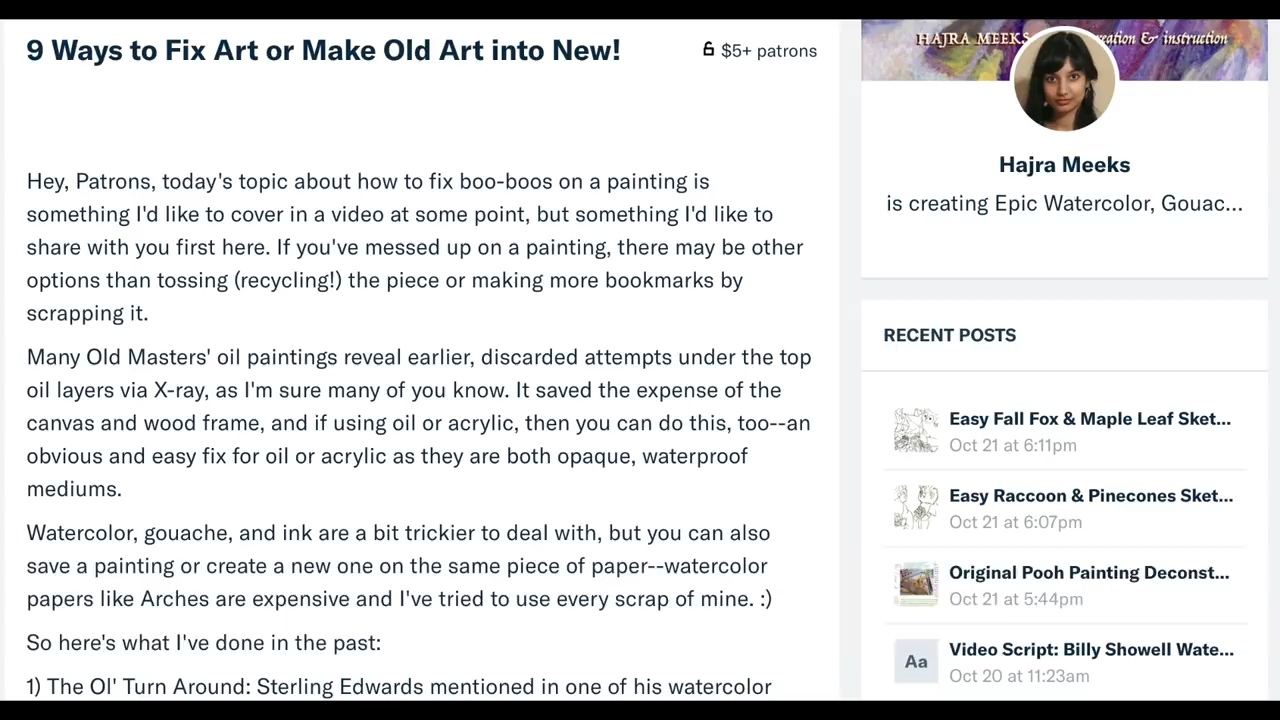 9 Ways to Fix Art or Make Old Art into New!
$5+ patrons
Hey, Patrons, today's topic about how to fix boo-boos on a painting is
something I'd like to cover in a video at some point, but something I'd like to
share with you first here. If you've messed up on a painting, there may be other
options than tossing (recycling!) the piece or making more bookmarks by
scrapping it.
Many Old Masters' oil paintings reveal earlier, discarded attempts under the top
oil layers via X-ray, as I'm sure many of you know. It saved the expense of the
canvas and wood frame, and if using oil or acrylic, then you can do this, too--an
obvious and easy fix for oil or acrylic as they are both opaque, waterproof
mediums.
Watercolor, gouache, and ink are a bit trickier to deal with, but you can also
save a painting or create a new one on the same piece of paper--watercolor
papers like Arches are expensive and I've tried to use every scrap of mine. :)
So here's what I've done in the past:
1) The Ol' Turn Around: Sterling Edwards mentioned in one of his watercolor
HAJRA MEEKS creation & instruction
Hajra Meeks
is creating Epic Watercolor, Gouac...
RECENT POSTS
Easy Fall Fox & Maple Leaf Sket...
Oct 21 at 6:11pm
Easy Raccoon & Pinecones Sket...
Oct 21 at 6:07pm
Original Pooh Painting Deconst...
Oct 21 at 5:44pm
Aa
Video Script: Billy Showell Wate...
Oct 20 at 11:23am